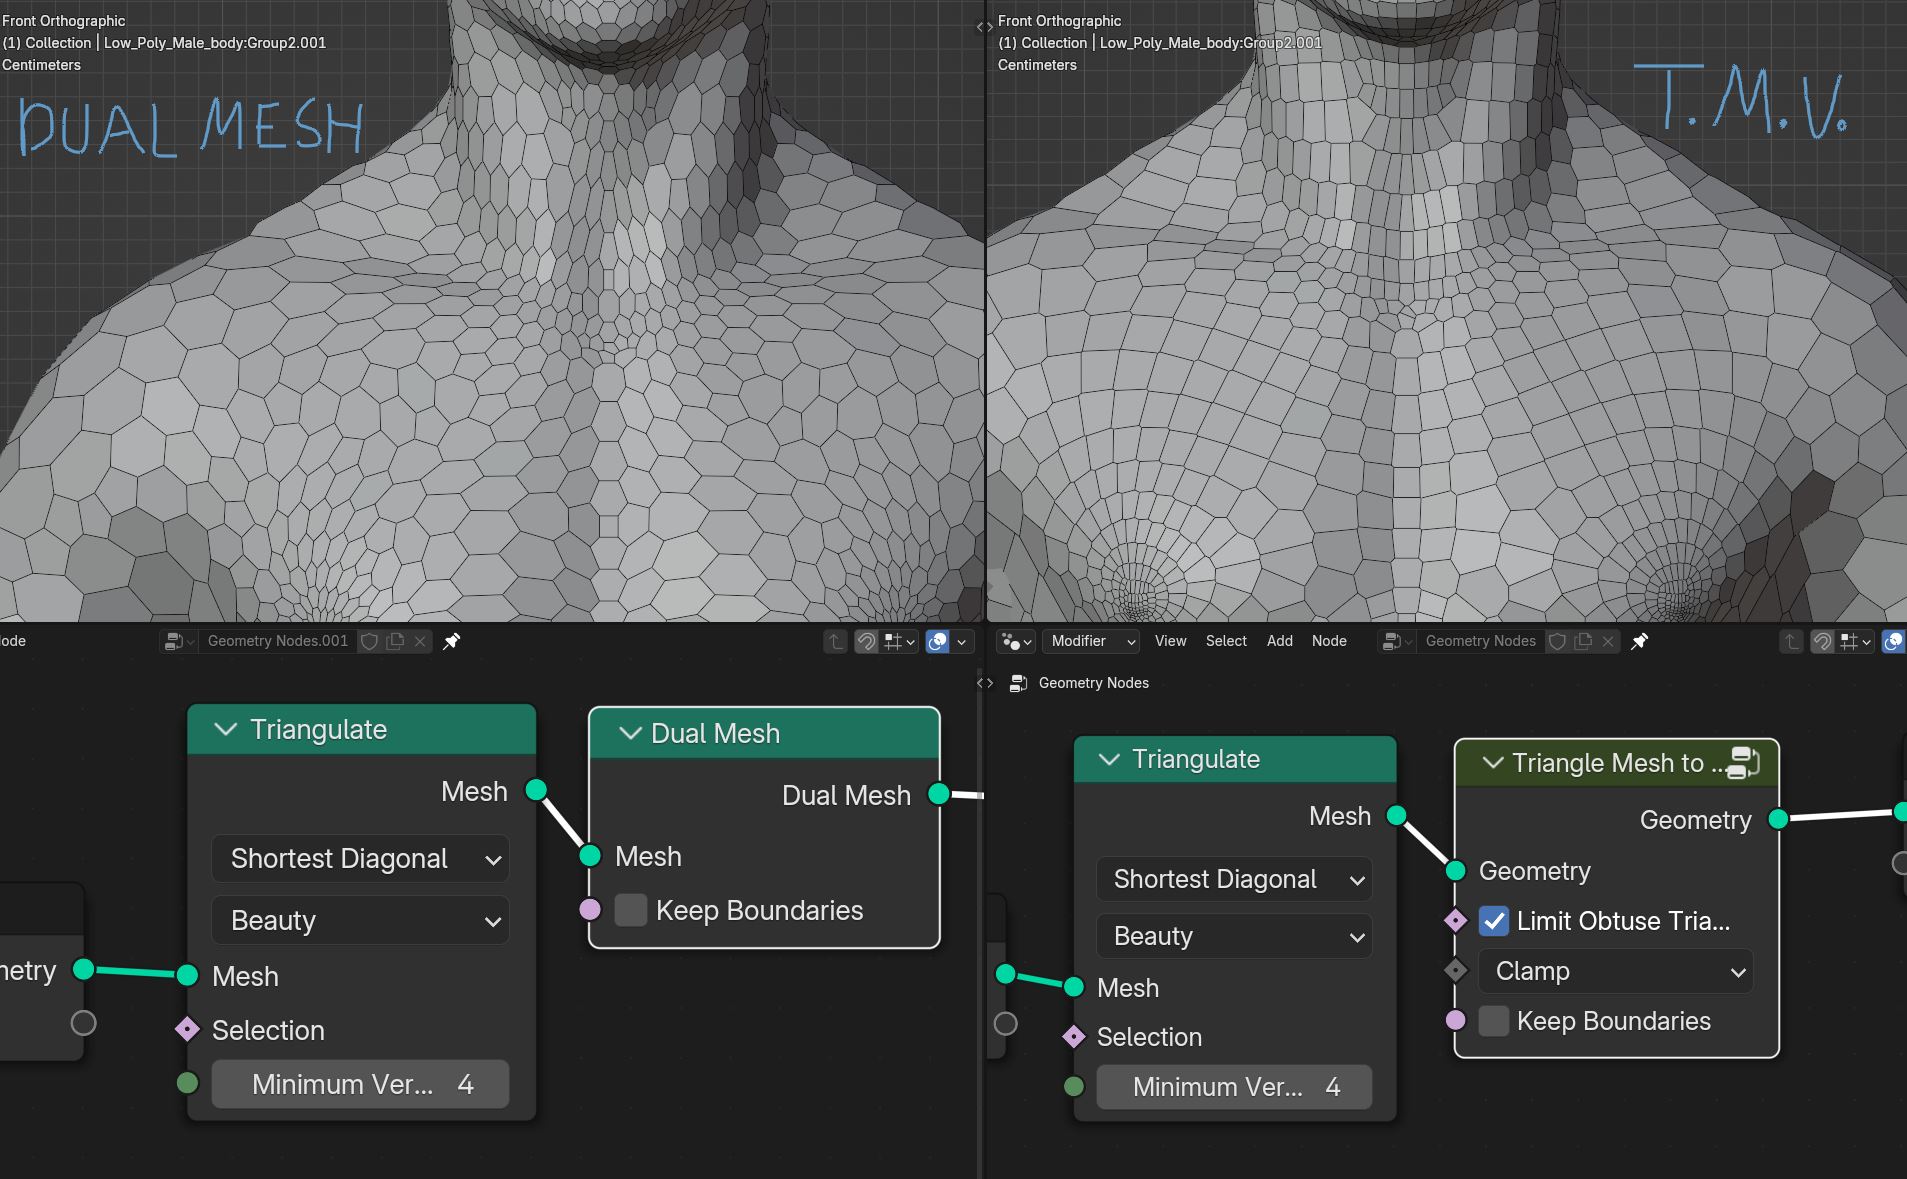 Front Orthographic
(1) Collection | Low_Poly_Male_body:Group2.001
Centimeters
DUAL MESH
Front Orthographic
(1) Collection | Low_Poly_Male_body:Group2.001
Centimeters
T.M.V.
ode
Geometry Nodes.001
Triangulate
Mesh
Shortest Diagonal
Beauty
Mesh
Selection
Minimum Ver... 4
netry
Dual Mesh
Dual Mesh
Mesh
Keep Boundaries
Modifier View Select Add Node Geometry Nodes
Geometry Nodes
Triangulate
Mesh
Shortest Diagonal
Beauty
Mesh
Selection
Minimum Ver... 4
Triangle Mesh to ...
Geometry
Geometry
Limit Obtuse Tria...
Clamp
Keep Boundaries